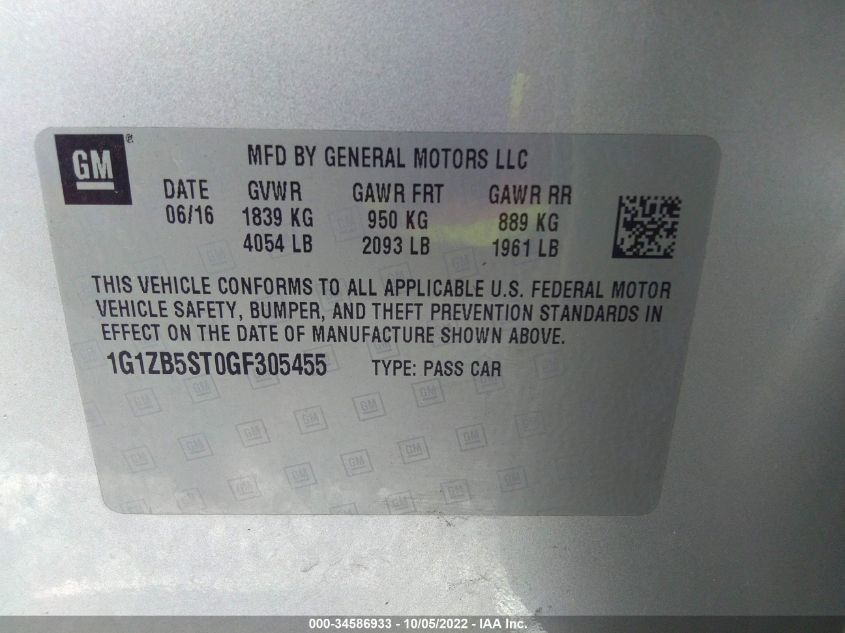 GM®
MFD BY GENERAL MOTORS LLC
DATE GVWR GAWR FRT GAWR RR
06/16 1839 KG 950 KG 889 KG
4054 LB 2093 LB 1961 LB
THIS VEHICLE CONFORMS TO ALL APPLICABLE U.S. FEDERAL MOTOR
VEHICLE SAFETY, BUMPER, AND THEFT PREVENTION STANDARDS IN
EFFECT ON THE DATE OF MANUFACTURE SHOWN ABOVE.
1G1ZB5ST0GF305455 TYPE: PASS CAR
000-34586933 - 10/05/2022 - IAA Inc.